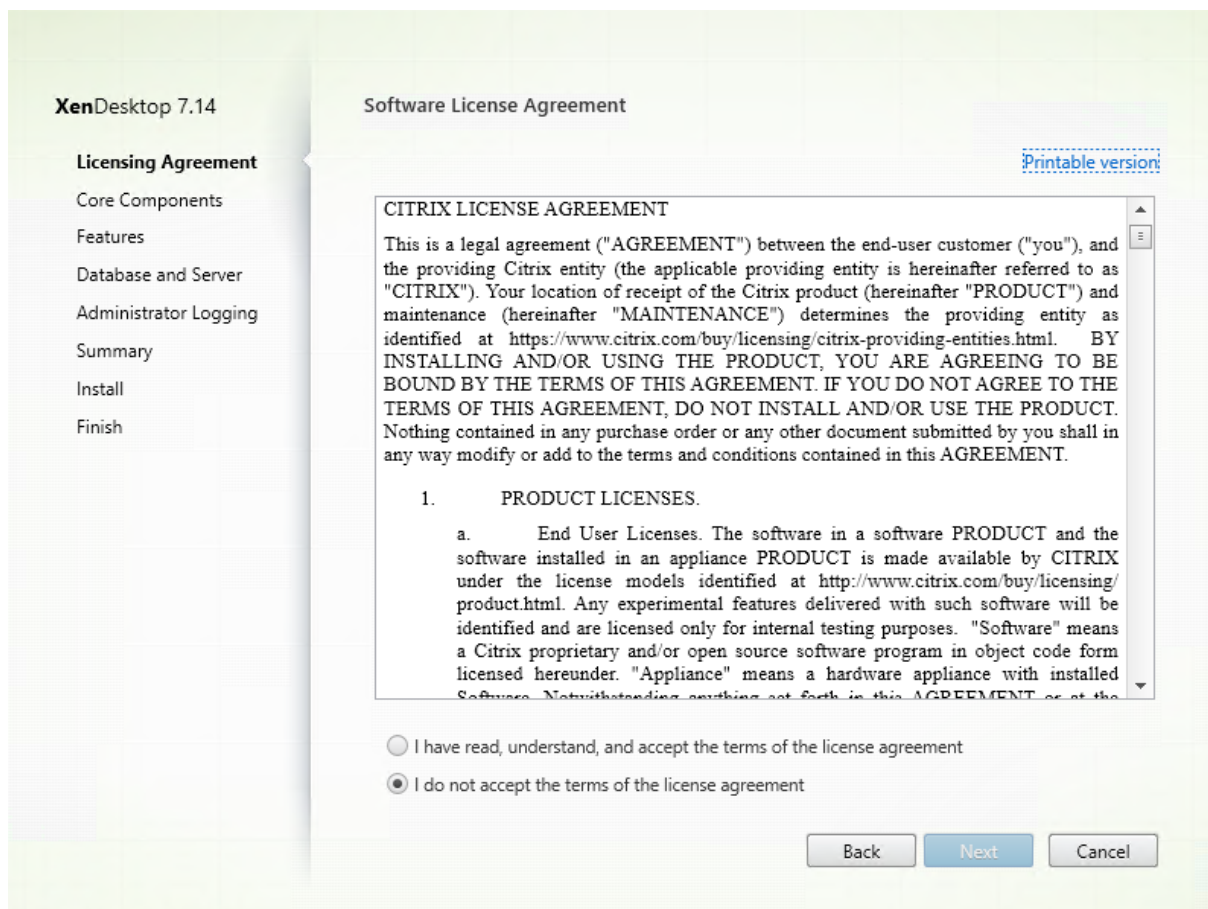 XenDesktop 7.14
Licensing Agreement
Core Components
Features
Database and Server
Administrator Logging
Summary
Install
Finish
Software License Agreement
Printable version
CITRIX LICENSE AGREEMENT
This is a legal agreement ("AGREEMENT") between the end-user customer ("you"), and
the providing Citrix entity (the applicable providing entity is hereinafter referred to as
"CITRIX"). Your location of receipt of the Citrix product (hereinafter "PRODUCT") and
maintenance (hereinafter "MAINTENANCE") determines the providing entity as
identified at https://www.citrix.com/buy/licensing/citrix-providing-entities.html. BY
INSTALLING AND/OR USING THE PRODUCT, YOU ARE AGREEING TO BE
BOUND BY THE TERMS OF THIS AGREEMENT. IF YOU DO NOT AGREE TO THE
TERMS OF THIS AGREEMENT, DO NOT INSTALL AND/OR USE THE PRODUCT.
Nothing contained in any purchase order or any other document submitted by you shall in
any way modify or add to the terms and conditions contained in this AGREEMENT.
1. PRODUCT LICENSES.
a. End User Licenses. The software in a software PRODUCT and the
software installed in an appliance PRODUCT is made available by CITRIX
under the license models identified at http://www.citrix.com/buy/licensing/
product.html. Any experimental features delivered with such software will be
identified and are licensed only for internal testing purposes. "Software" means
a Citrix proprietary and/or open source software program in object code form
licensed hereunder. "Appliance" means a hardware appliance with installed
Software. Notwithstanding anything set forth in this AGREEMENT or at the
I have read, understand, and accept the terms of the license agreement
I do not accept the terms of the license agreement
Back
Next
Cancel